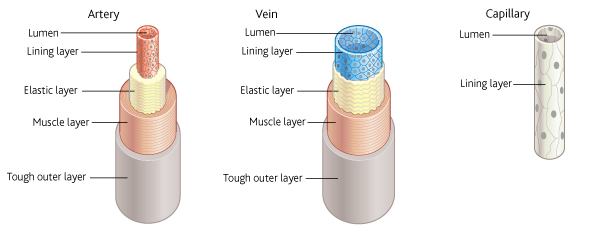 Artery
Lumen
Lining layer
Elastic layer
Muscle layer
Tough outer layer
Vein
Lumen
Lining layer
Elastic layer
Muscle layer
Tough outer layer
Capillary
Lumen
Lining layer